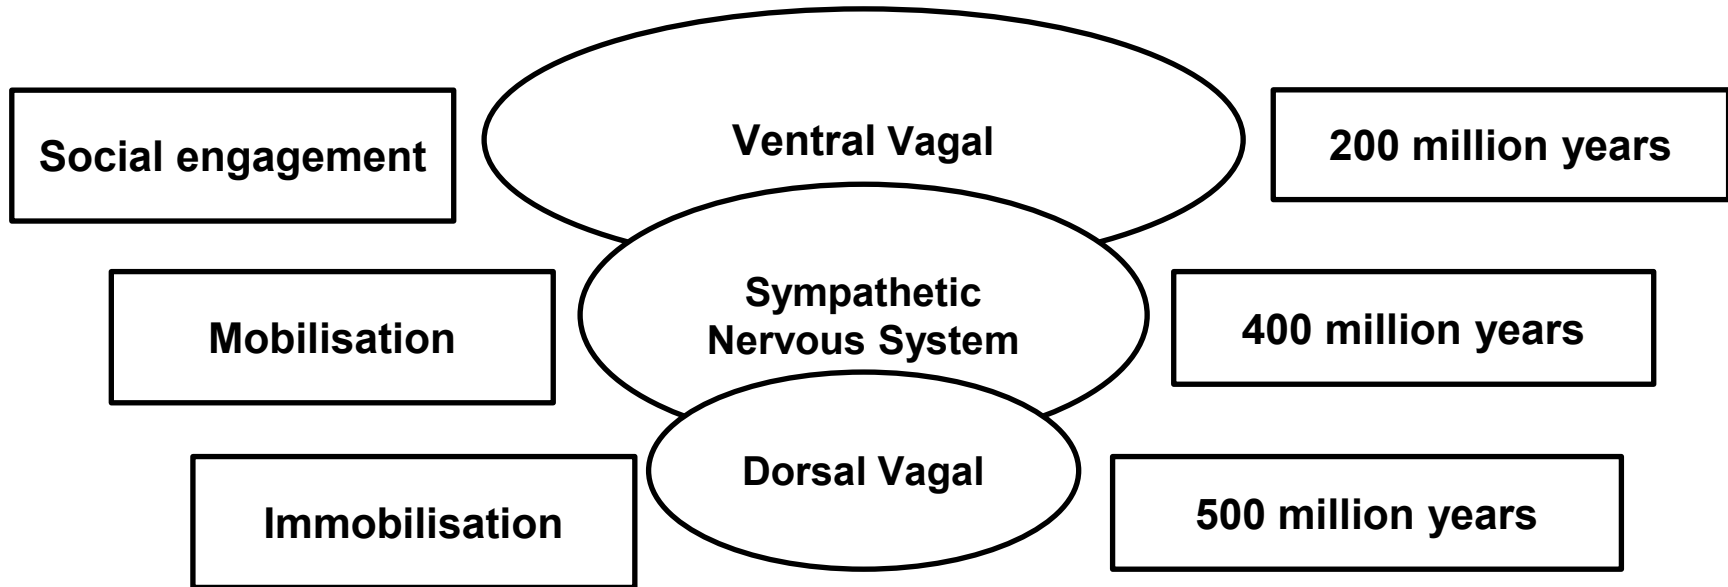 Social engagement
Ventral Vagal
200 million years
Mobilisation
Sympathetic
Nervous System
400 million years
Immobilisation
Dorsal Vagal
500 million years